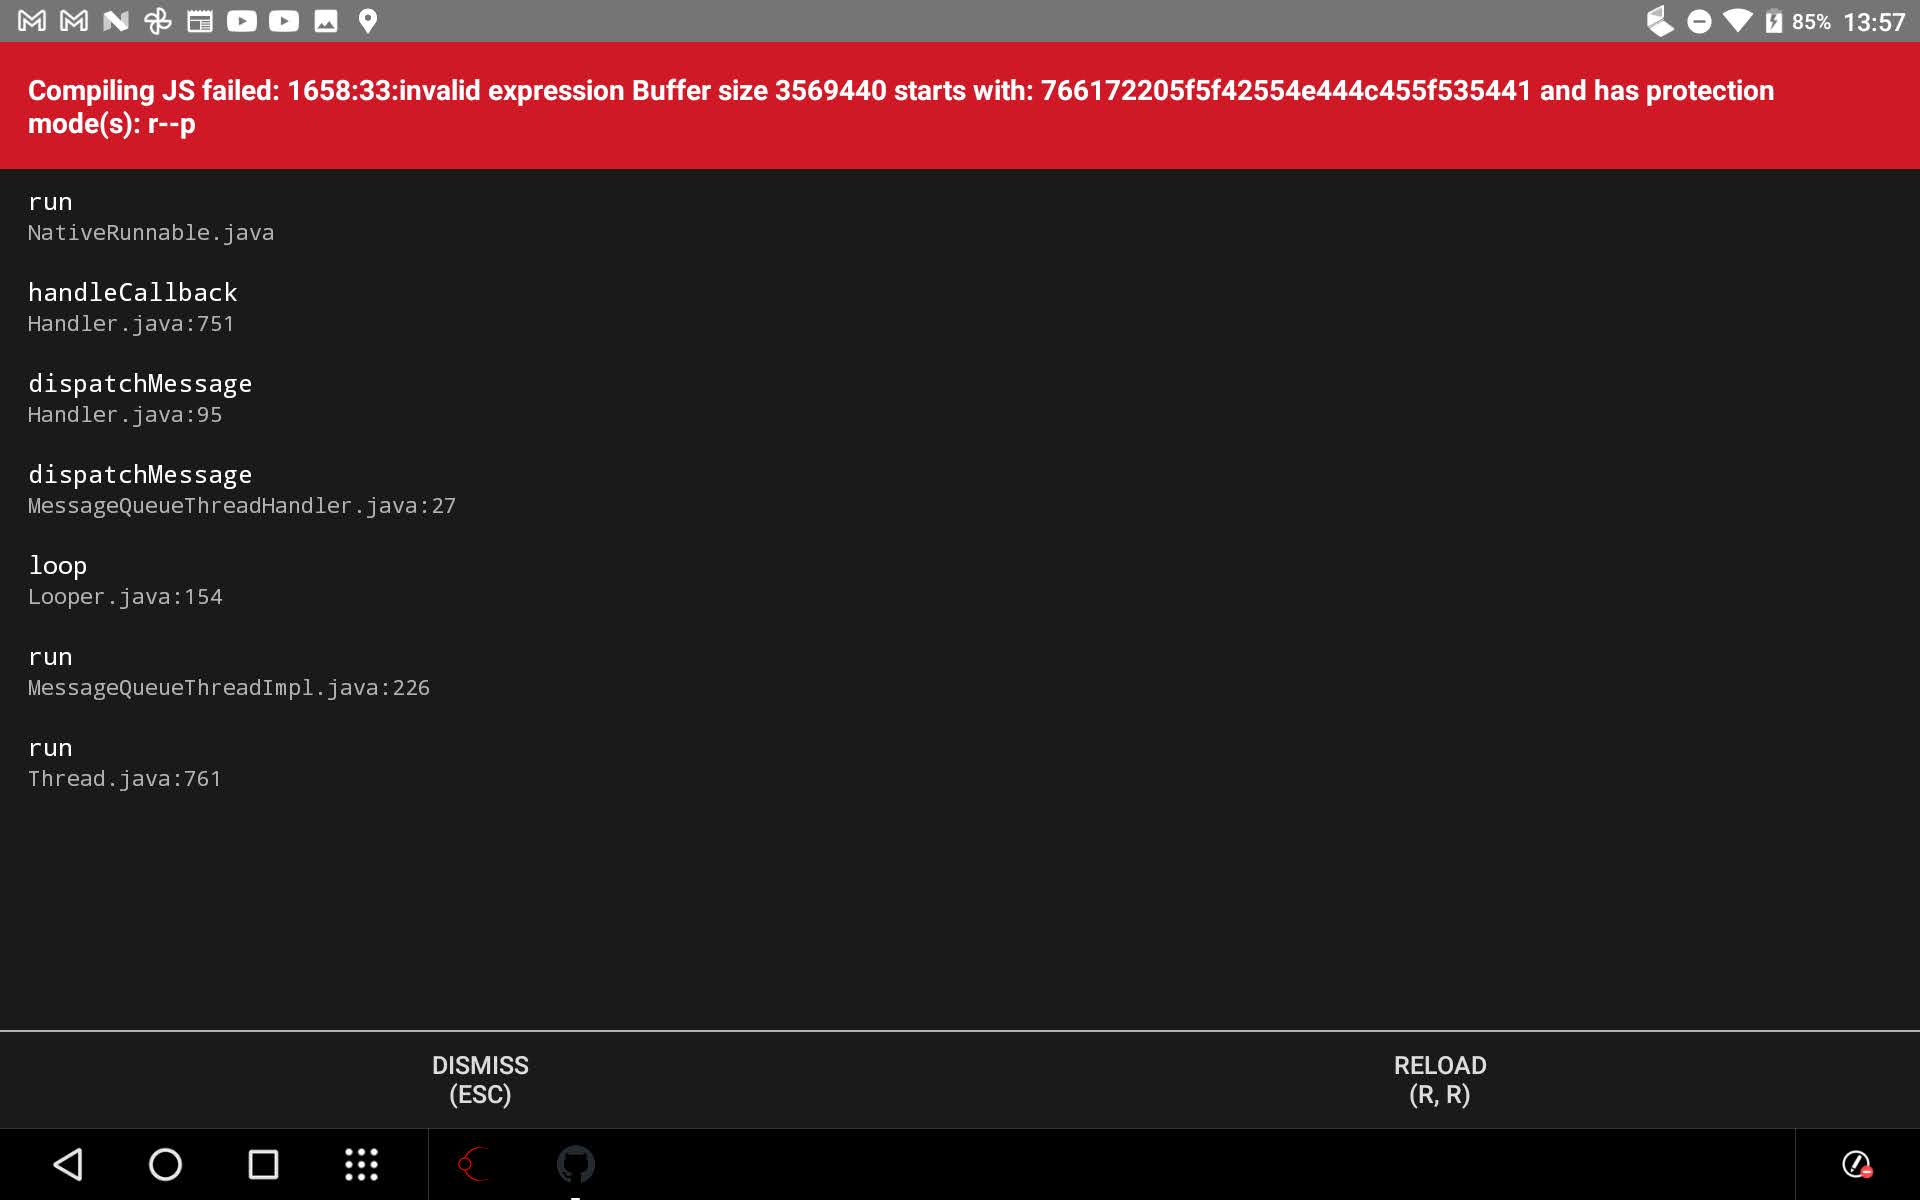 85% 13:57
Compiling JS failed: 1658:33:invalid expression Buffer size 3569440 starts with: 766172205f5f42554e444c455f535441 and has protection
mode(s): r--p
run
NativeRunnable.java
handleCallback
Handler.java:751
dispatchMessage
Handler.java:95
dispatchMessage
MessageQueueThreadHandler.java:27
loop
Looper.java:154
run
MessageQueueThreadImpl.java:226
run
Thread.java:761
DISMISS
(ESC)
RELOAD
(R, R)